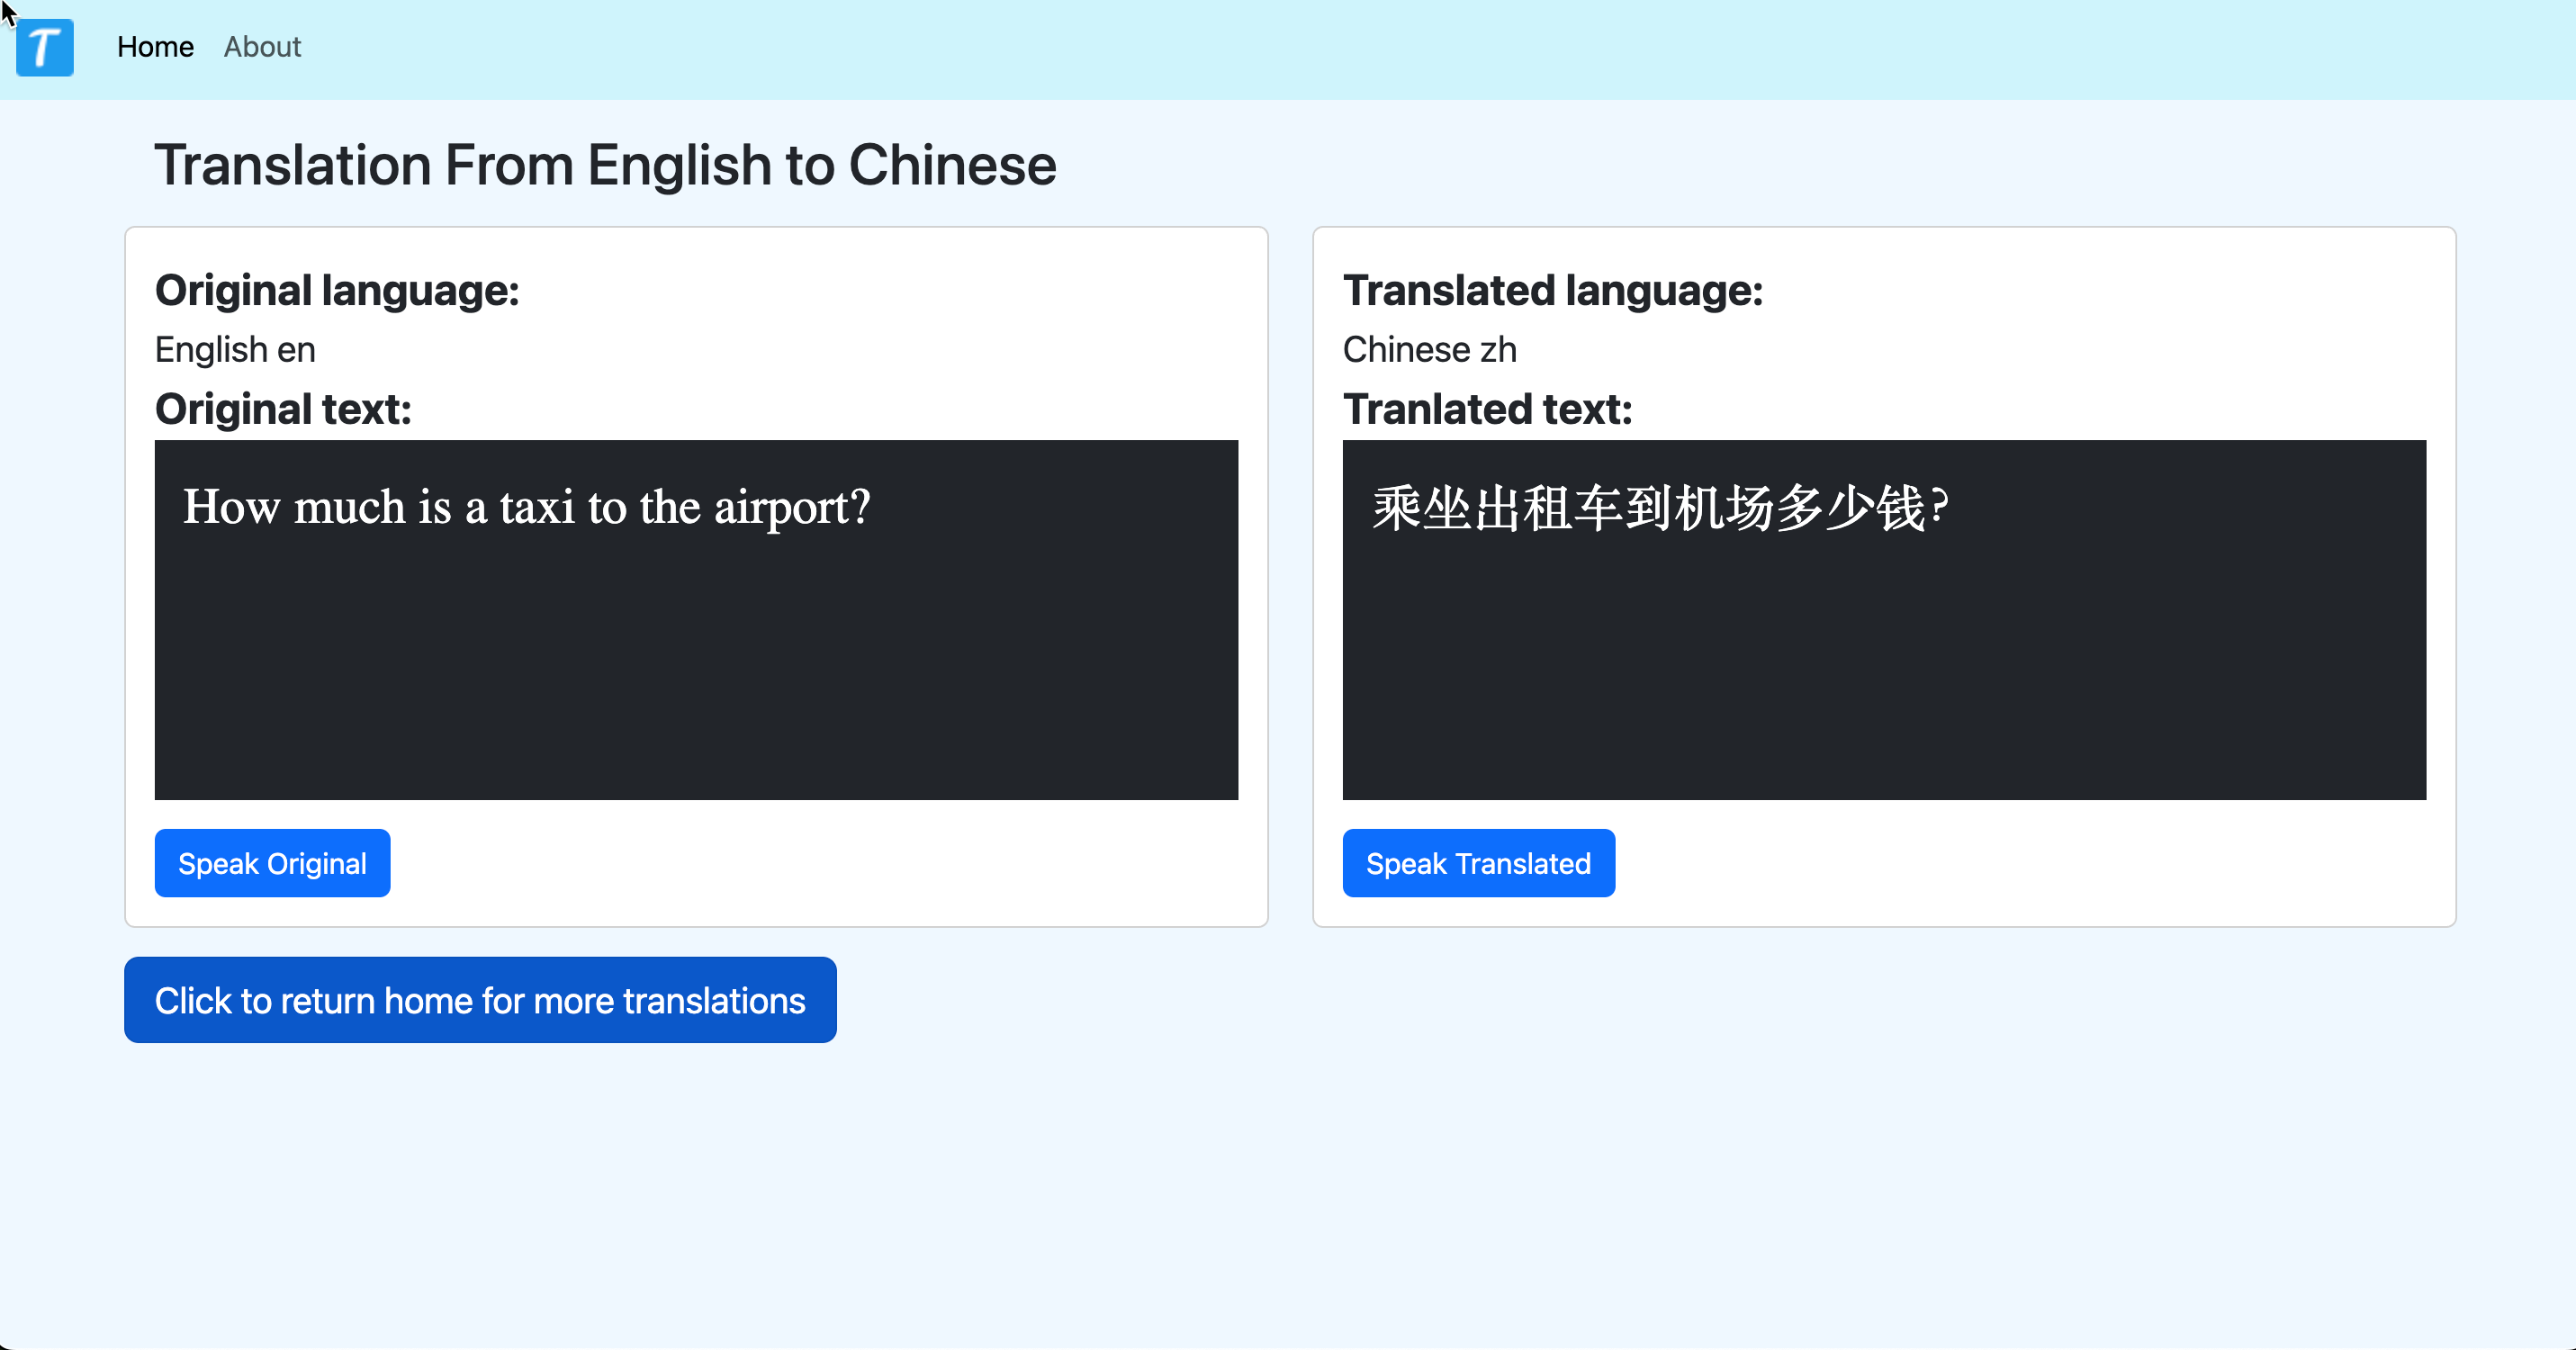 T
Home About
Translation From English to Chinese
Original language:
English en
Original text:
How much is a taxi to the airport?
Speak Original
Translated language:
Chinese zh
Tranlated text:
乘坐出租车到机场多少钱?
Speak Translated
Click to return home for more translations